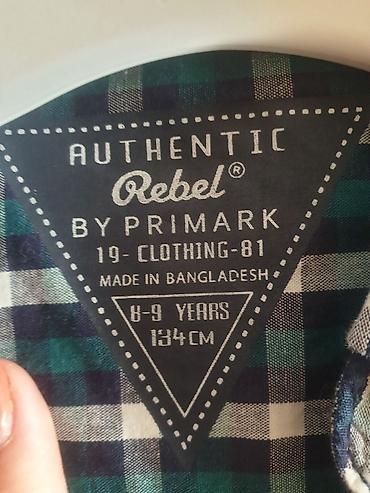 AUTHENTIC
Rebel®
BY PRIMARK
19- CLOTHING-81
MADE IN BANGLADESH
8-9 YEARS
134CM